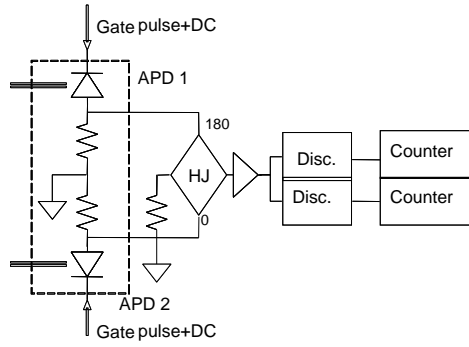 Gate pulse+DC
APD 1
180
HJ
0
Disc.
Counter
Disc.
Counter
APD 2
Gate pulse+DC